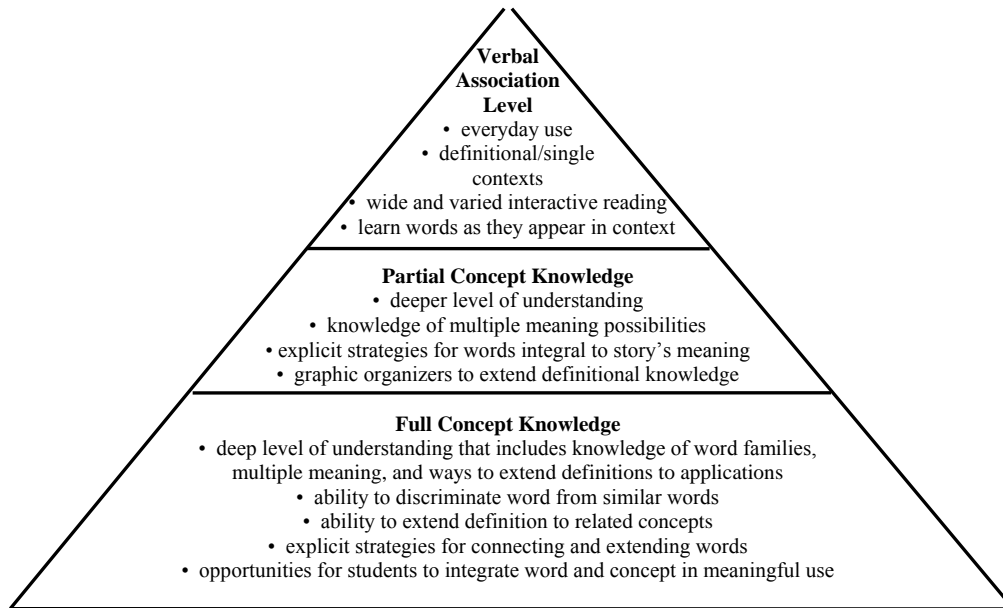 Verbal
Association
Level
• everyday use
• definitional/single
contexts
• wide and varied interactive reading
• learn words as they appear in context
Partial Concept Knowledge
• deeper level of understanding
• knowledge of multiple meaning possibilities
• explicit strategies for words integral to story’s meaning
• graphic organizers to extend definitional knowledge
Full Concept Knowledge
• deep level of understanding that includes knowledge of word families,
multiple meaning, and ways to extend definitions to applications
• ability to discriminate word from similar words
• ability to extend definition to related concepts
• explicit strategies for connecting and extending words
• opportunities for students to integrate word and concept in meaningful use